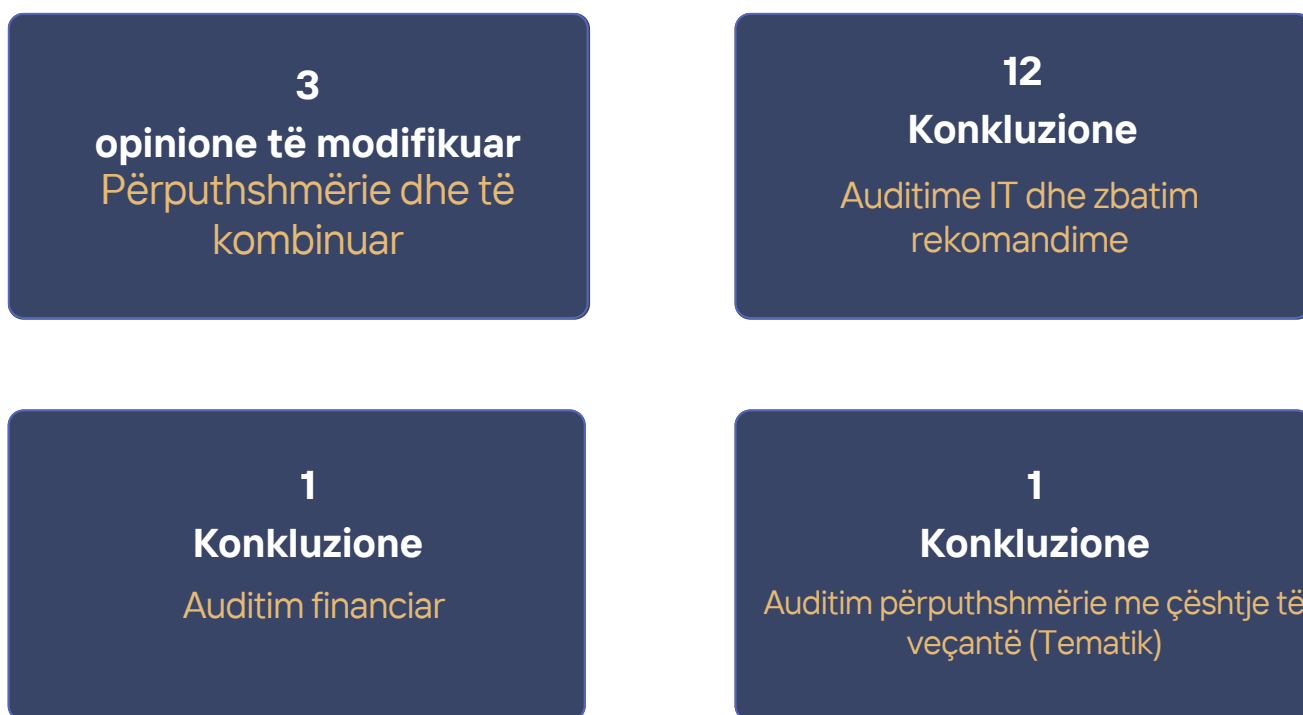 3
opinione të modifikuar
Përputhshmërie dhe të
kombinuar
12
Konkluzione
Auditime IT dhe zbatim
rekomandime
1
Konkluzione
Auditim financiar
1
Konkluzione
Auditim përputhshmërie me çështje të
veçantë (Tematik)